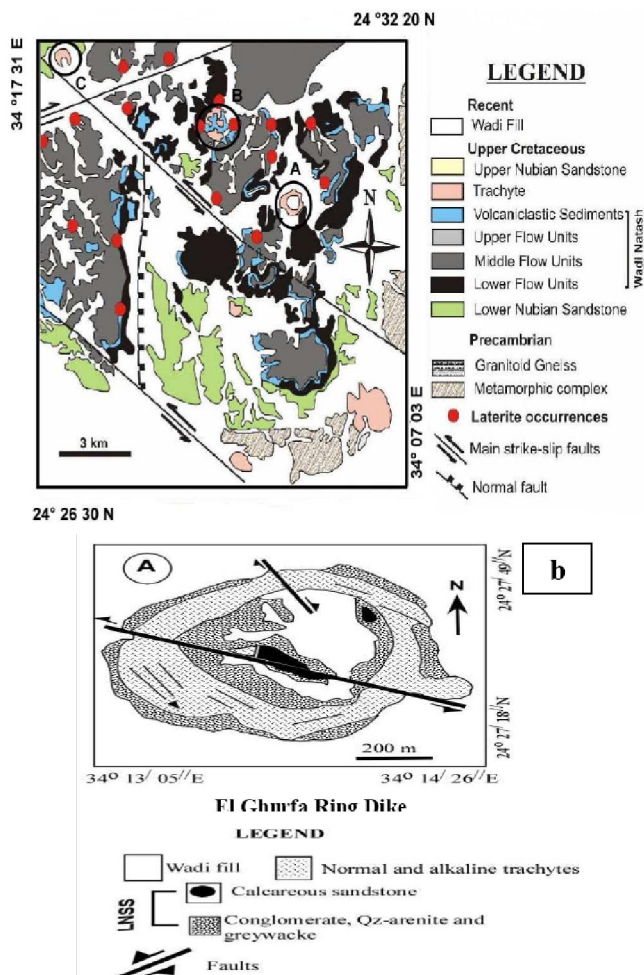 24 °32 20 N
34 °17 31 E
C
B
A
N
3 km
34° 07 03 E
24° 26 30 N
LEGEND
Recent
Wadi Fill
Upper Cretaceous
Upper Nubian Sandstone
Trachyte
Volcaniclastic Sediments
Upper Flow Units
Middle Flow Units
Lower Flow Units
Wadi Natash
Lower Nubian Sandstone
Precambrian
Granitoid Gneiss
Metamorphic complex
Laterite occurrences
Main strike-slip faults
Normal fault
A
b
N
24° 27/ 49//N
24° 27/ 18//N
200 m
34° 13/ 05//E
34° 14/ 26//E
El Ghurfa Ring Dike
LEGEND
Wadi fill
Normal and alkaline trachytes
LNSS
Calcareous sandstone
Conglomerate, Qz-arenite and
greywacke
Faults